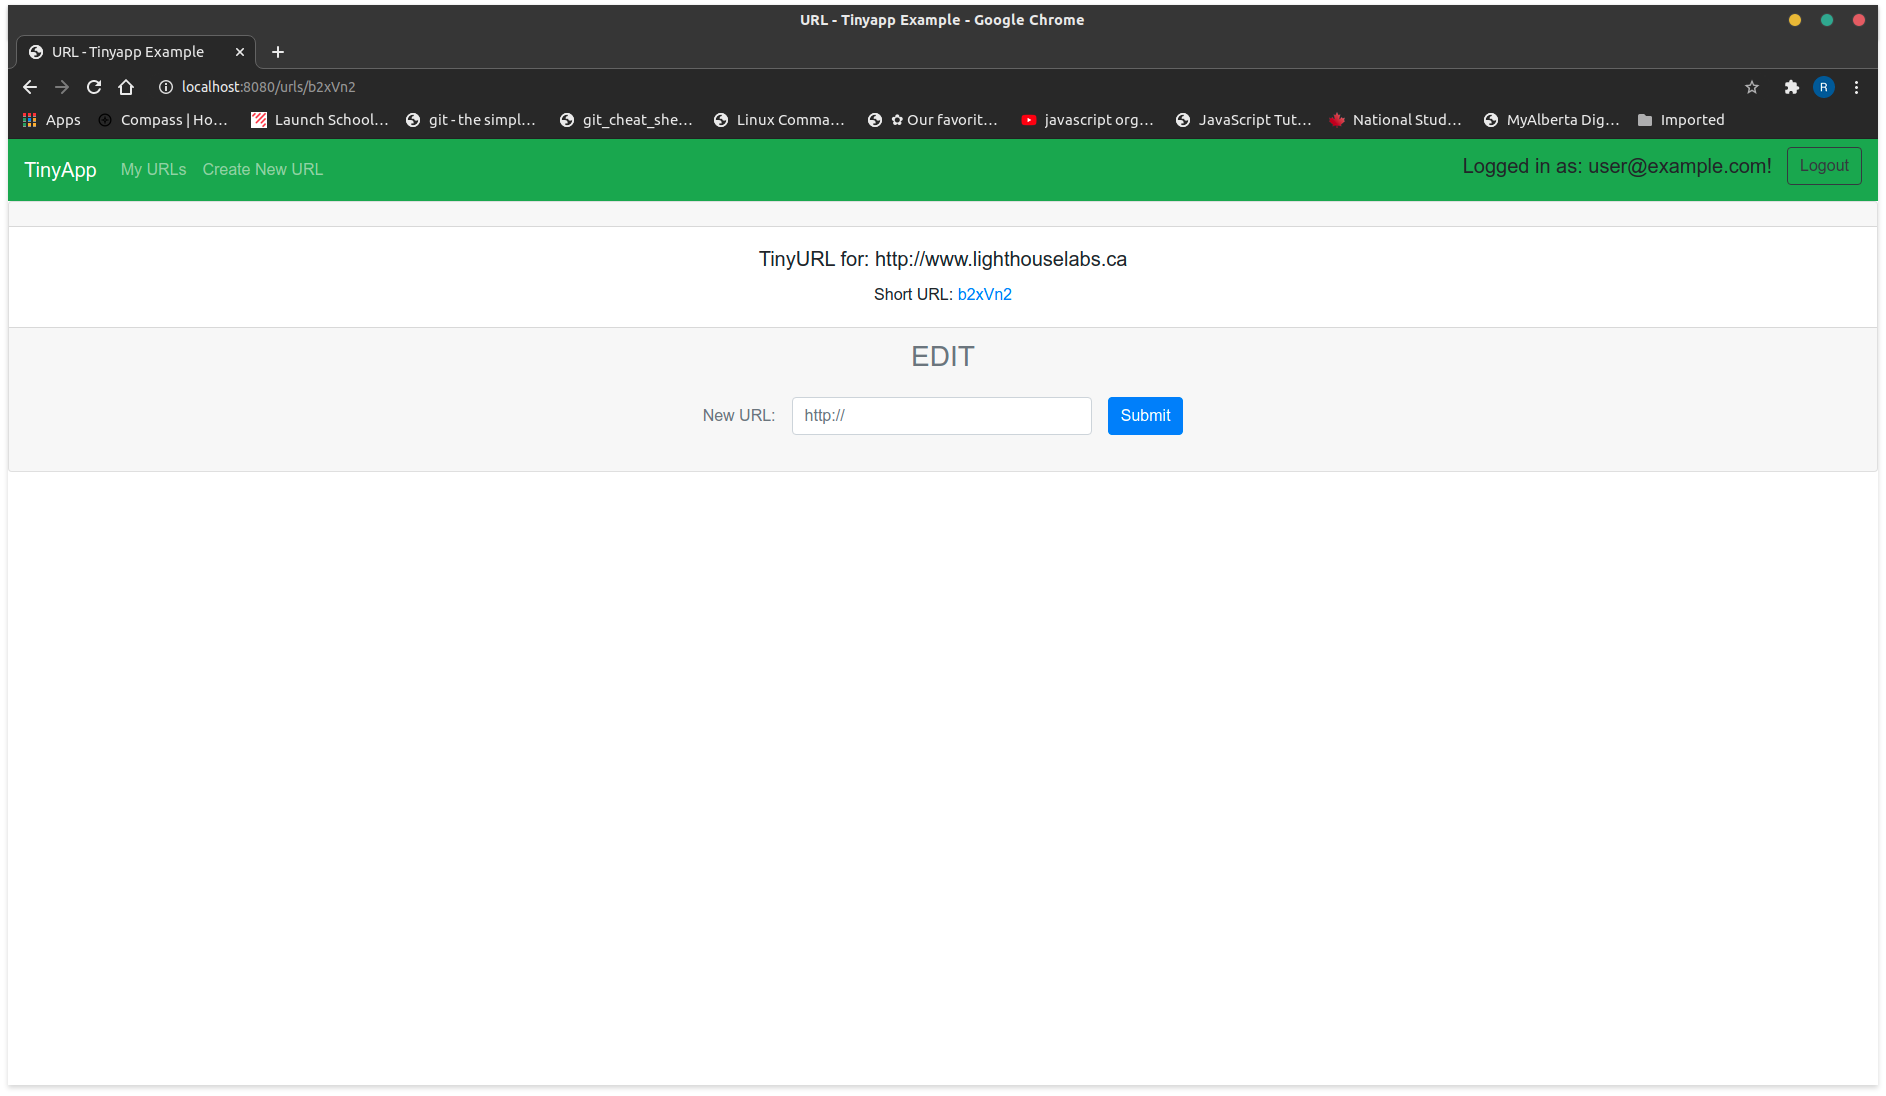 URL - Tinyapp Example - Google Chrome
URL - Tinyapp Example
localhost:8080/urls/b2xVn2
R
Apps Compass | Ho... Launch School... git - the simpl... git_cheat_she... Linux Comma... ✿ Our favorit... javascript org... JavaScript Tut... National Stud... MyAlberta Dig... Imported
TinyApp My URLs Create New URL Logged in as: user@example.com! Logout
TinyURL for: http://www.lighthouselabs.ca
Short URL: b2xVn2
EDIT
New URL: http:// Submit